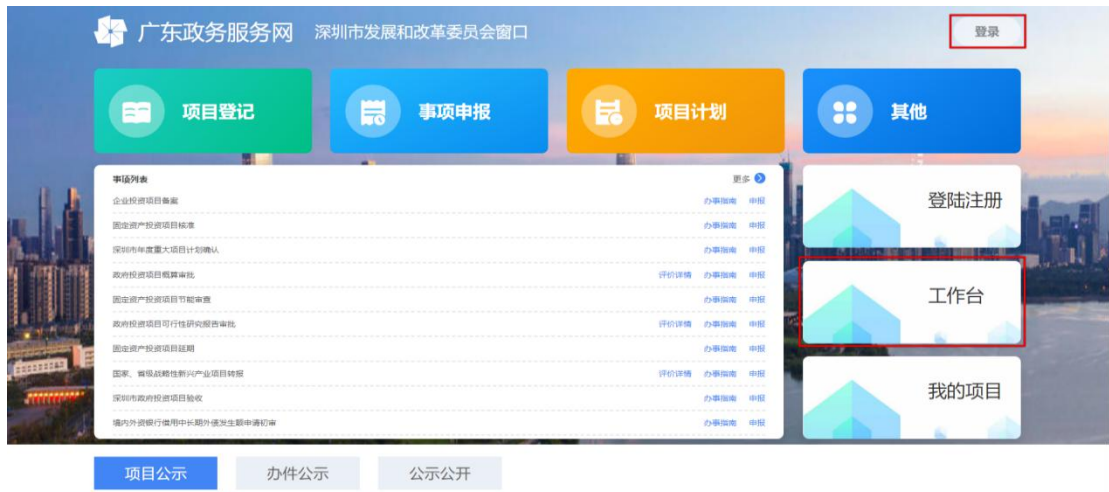 广东政务服务网 深圳市发展和改革委员会窗口 登录
项目登记 事项申报 项目计划 其他
事项列表 更多
企业投资项目备案 办事指南 申报
固定资产投资项目核准 办事指南 申报
深圳市年度重大项目计划确认 办事指南 申报
政府投资项目概算审批 评价详情 办事指南 申报
固定资产投资项目节能审查 办事指南 申报
政府投资项目可行性研究报告审批 评价详情 办事指南 申报
固定资产投资项目延期 办事指南 申报
国家、省级战略性新兴产业项目转报 评价详情 办事指南 申报
深圳市政府投资项目验收 办事指南 申报
境内外资银行借用中长期外债发生额申请初审 办事指南 申报
登陆注册
工作台
我的项目
项目公示 办件公示 公示公开